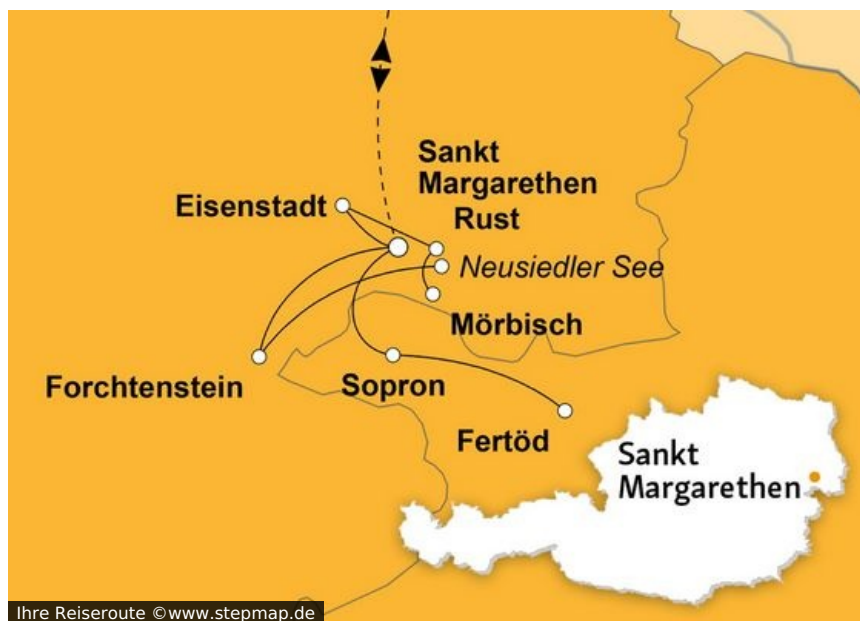 Sankt
Margarethen
Eisenstadt
Rust
Neusiedler See
Mörbisch
Forchtenstein
Sopron
Fertöd
Sankt
Margarethen
Ihre Reiseroute ©www.stepmap.de